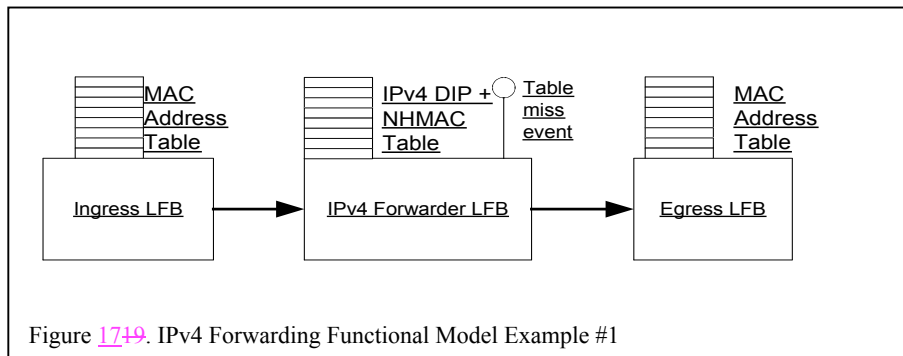 MAC
Address
Table
IPv4 DIP +
NHMAC
Table
Table
miss
event
MAC
Address
Table
Ingress LFB
IPv4 Forwarder LFB
Egress LFB
Figure 1719. IPv4 Forwarding Functional Model Example #1